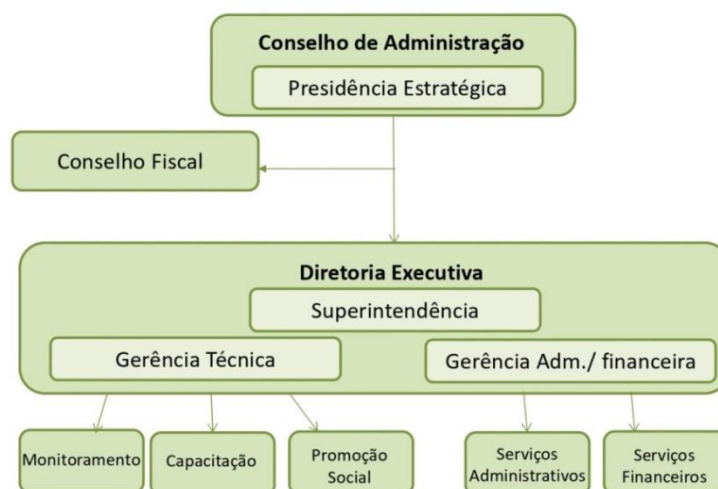 Conselho de Administração
Presidência Estratégica
Conselho Fiscal
Diretoria Executiva
Superintendência
Gerência Técnica
Gerência Adm./ financeira
Monitoramento
Capacitação
Promoção
Social
Serviços
Administrativos
Serviços
Financeiros